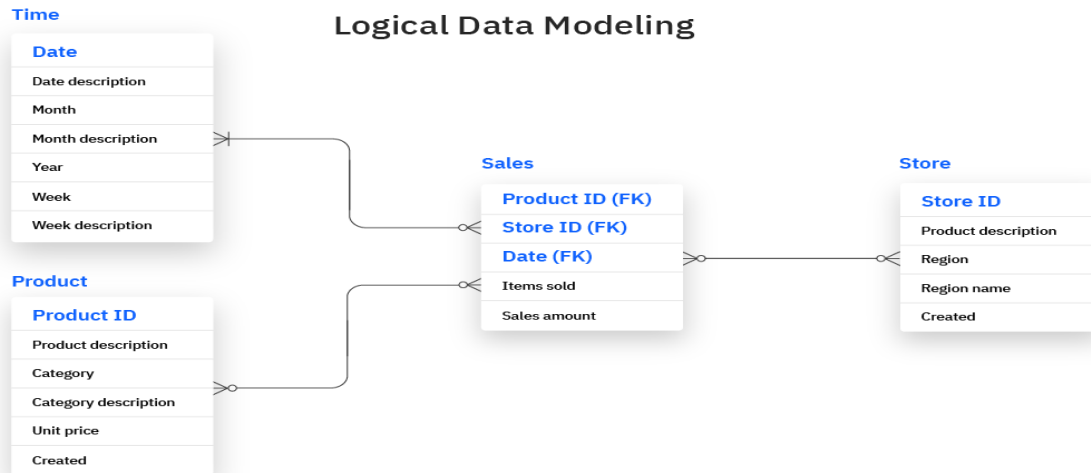 Logical Data Modeling
Time
Date
Date description
Month
Month description
Year
Week
Week description
Product
Product ID
Product description
Category
Category description
Unit price
Created
Sales
Product ID (FK)
Store ID (FK)
Date (FK)
Items sold
Sales amount
Store
Store ID
Product description
Region
Region name
Created